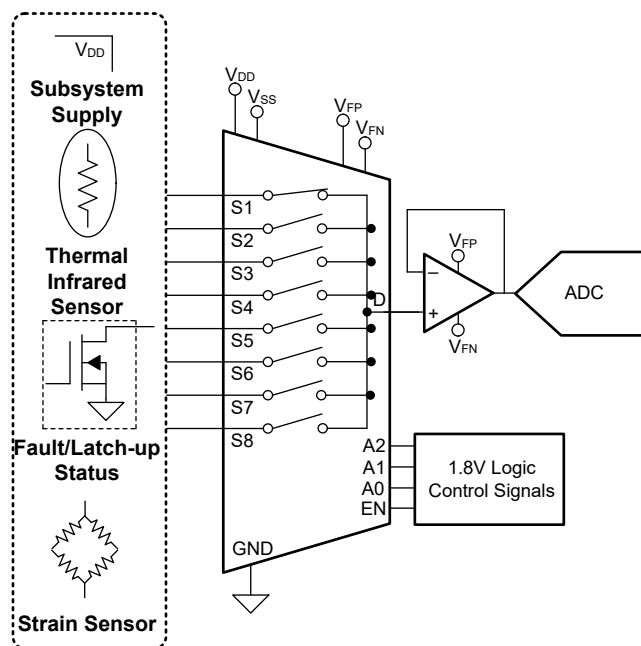 VDD
Subsystem
Supply
Thermal
Infrared
Sensor
Fault/Latch-up
Status
Strain Sensor
VDD
VSS
VFP
VFN
S1
S2
S3
S4
S5
S6
S7
S8
D
GND
A2
A1
A0
EN
1.8V Logic
Control Signals
VFP
−
+
VFN
ADC